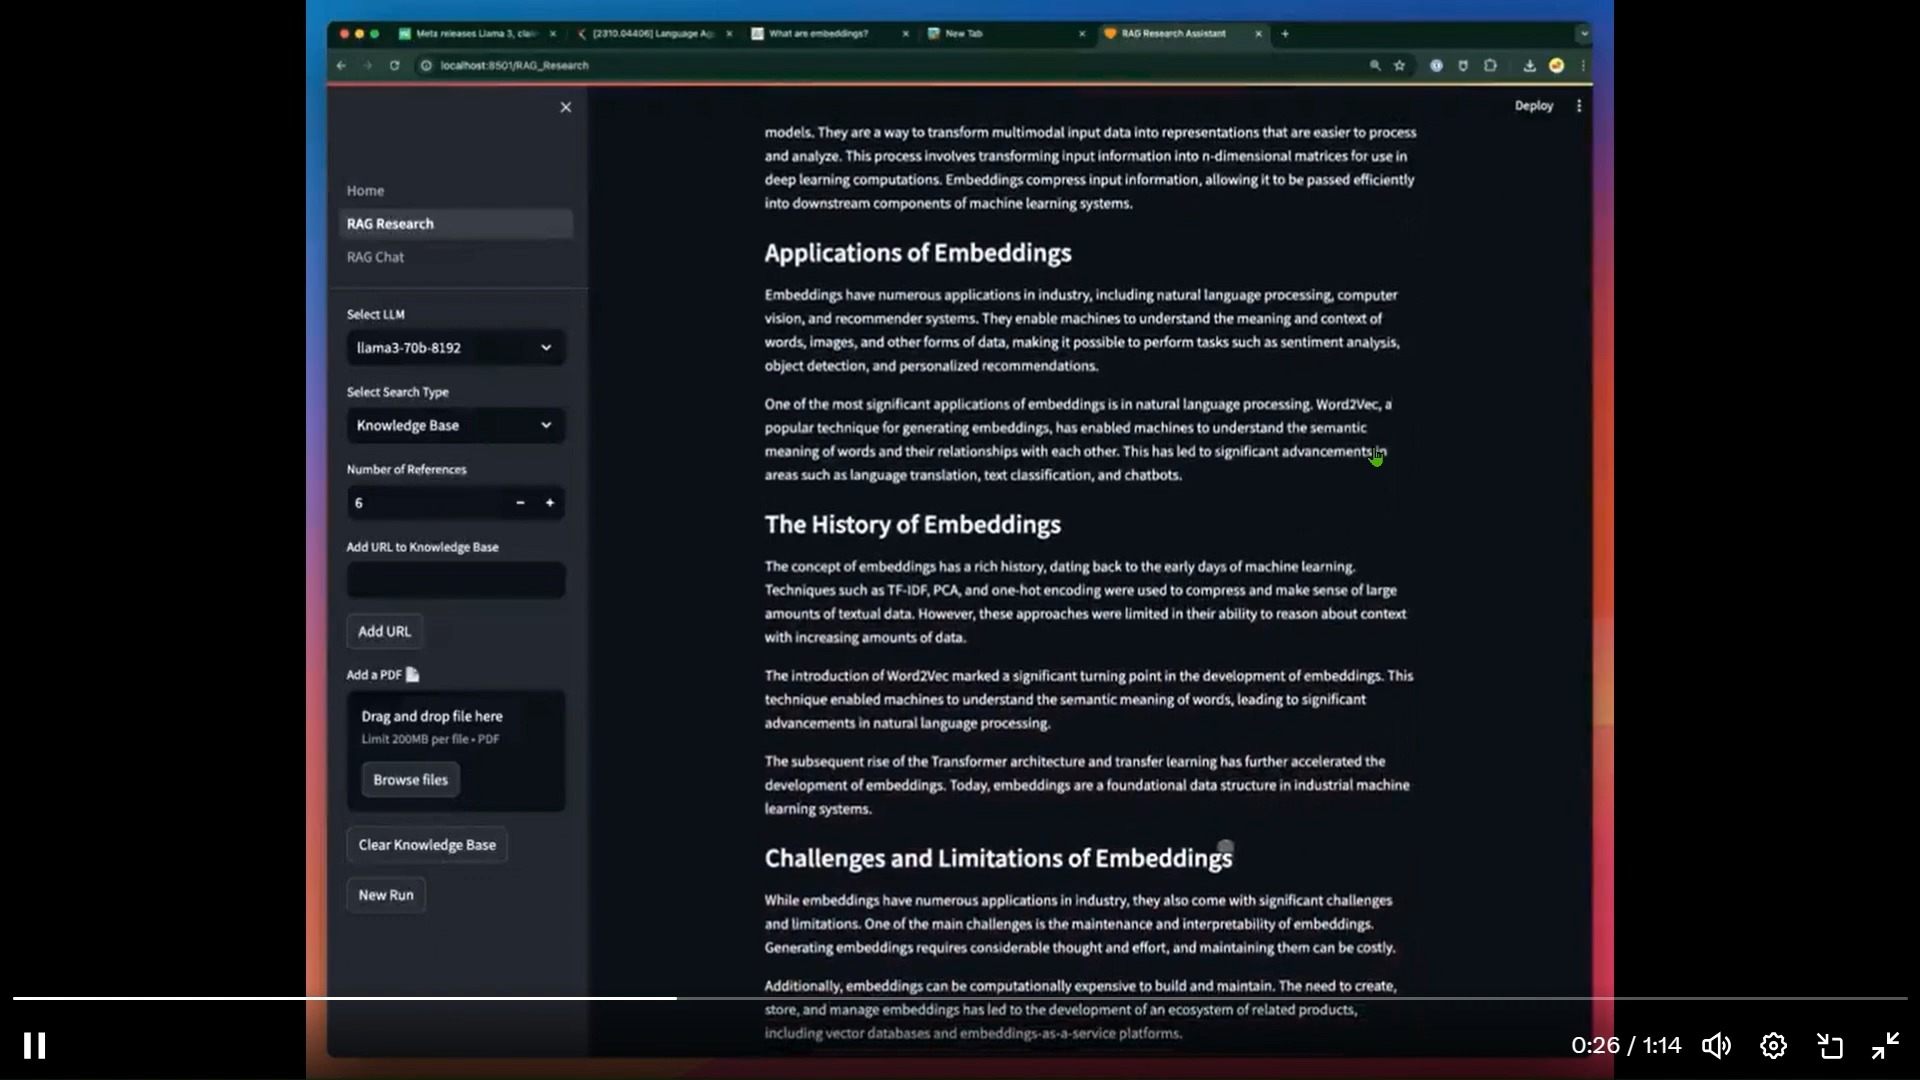 Meta releases Llama 3, clai
[2310.04406] Language Ag
What are embeddings?
New Tab
RAG Research Assistant
localhost:8501/RAG_Research
Deploy
Home
RAG Research
RAG Chat
Select LLM
llama3-70b-8192
Select Search Type
Knowledge Base
Number of References
6
Add URL to Knowledge Base
Add URL
Add a PDF
Drag and drop file here
Limit 200MB per file • PDF
Browse files
Clear Knowledge Base
New Run
models. They are a way to transform multimodal input data into representations that are easier to process
and analyze. This process involves transforming input information into n-dimensional matrices for use in
deep learning computations. Embeddings compress input information, allowing it to be passed efficiently
into downstream components of machine learning systems.
Applications of Embeddings
Embeddings have numerous applications in industry, including natural language processing, computer
vision, and recommender systems. They enable machines to understand the meaning and context of
words, images, and other forms of data, making it possible to perform tasks such as sentiment analysis,
object detection, and personalized recommendations.
One of the most significant applications of embeddings is in natural language processing. Word2Vec, a
popular technique for generating embeddings, has enabled machines to understand the semantic
meaning of words and their relationships with each other. This has led to significant advancements in
areas such as language translation, text classification, and chatbots.
The History of Embeddings
The concept of embeddings has a rich history, dating back to the early days of machine learning.
Techniques such as TF-IDF, PCA, and one-hot encoding were used to compress and make sense of large
amounts of textual data. However, these approaches were limited in their ability to reason about context
with increasing amounts of data.
The introduction of Word2Vec marked a significant turning point in the development of embeddings. This
technique enabled machines to understand the semantic meaning of words, leading to significant
advancements in natural language processing.
The subsequent rise of the Transformer architecture and transfer learning has further accelerated the
development of embeddings. Today, embeddings are a foundational data structure in industrial machine
learning systems.
Challenges and Limitations of Embeddings
While embeddings have numerous applications in industry, they also come with significant challenges
and limitations. One of the main challenges is the maintenance and interpretability of embeddings.
Generating embeddings requires considerable thought and effort, and maintaining them can be costly.
Additionally, embeddings can be computationally expensive to build and maintain. The need to create,
store, and manage embeddings has led to the development of an ecosystem of related products,
including vector databases and embeddings-as-a-service platforms.
0:26 / 1:14